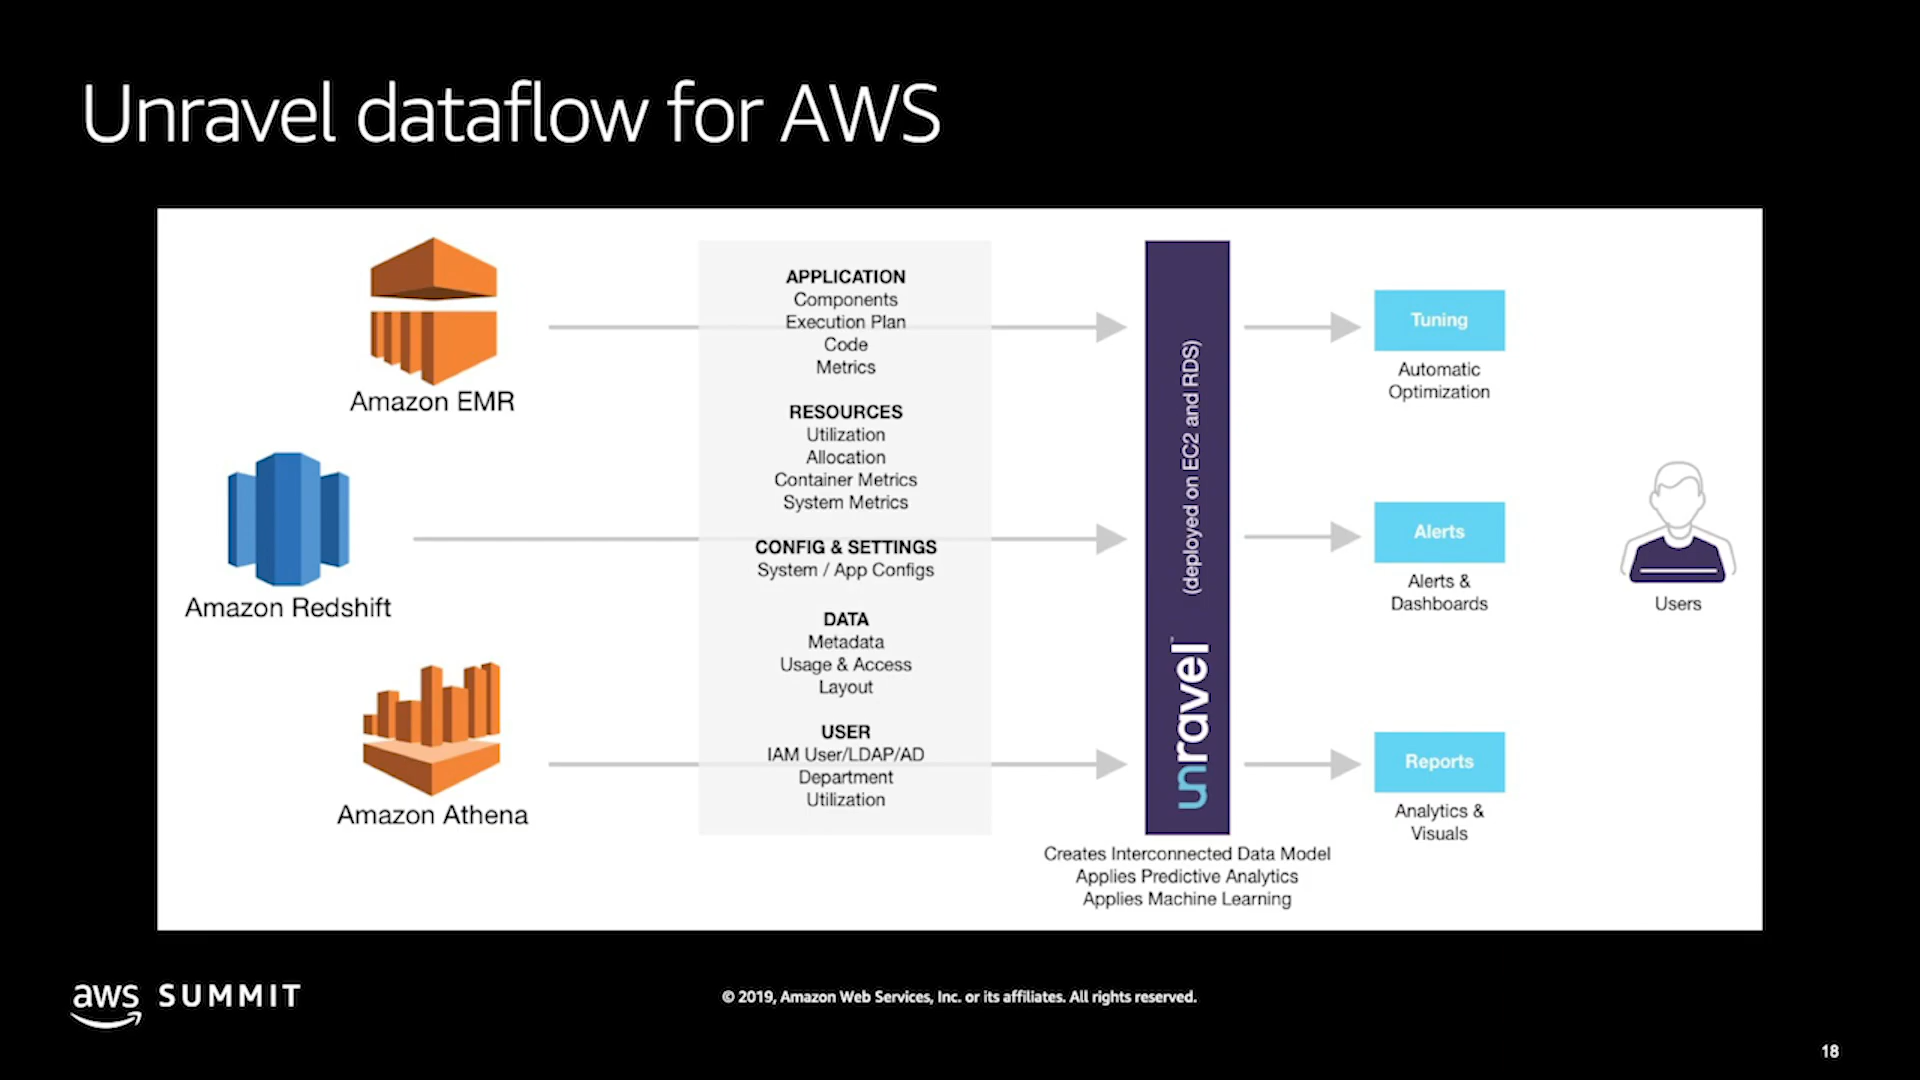 Unravel dataflow for AWS
Amazon EMR
Amazon Redshift
Amazon Athena
APPLICATION
Components
Execution Plan
Code
Metrics
RESOURCES
Utilization
Allocation
Container Metrics
System Metrics
CONFIG & SETTINGS
System / App Configs
DATA
Metadata
Usage & Access
Layout
USER
IAM User/LDAP/AD
Department
Utilization
unravel™ (deployed on EC2 and RDS)
Creates Interconnected Data Model
Applies Predictive Analytics
Applies Machine Learning
Tuning
Automatic
Optimization
Alerts
Alerts &
Dashboards
Reports
Analytics &
Visuals
Users
aws SUMMIT
© 2019, Amazon Web Services, Inc. or its affiliates. All rights reserved.
18